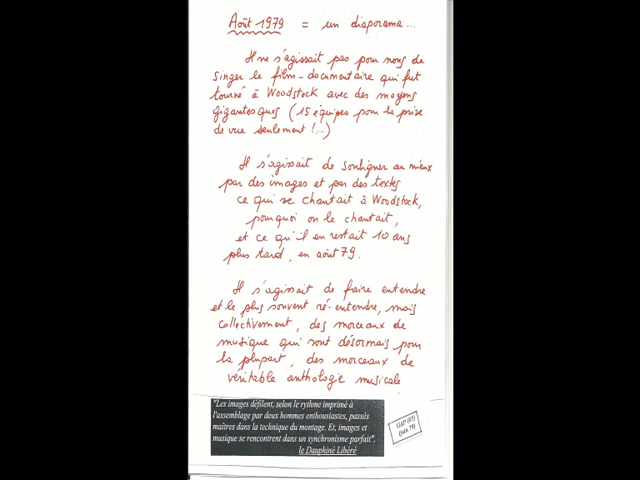 Août 1979 = un diaporama...
Il ne s'agissait pas pour nous de
singer le film-documentaire qui fut
tourné à Woodstock avec des moyens
gigantesques (15 équipes pour la prise
de vue seulement !...)
Il s'agissait de souligner au mieux
par des images et par des textes
ce qui se chantait à Woodstock,
pourquoi on le chantait,
et ce qu'il en restait 10 ans
plus tard, en août 79.
Il s'agissait de faire entendre
et le plus souvent ré-entendre, mais
collectivement, des morceaux de
musique qui sont désormais pour
la plupart, des morceaux de
véritable anthologie musicale
"Les images défilent, selon le rythme imprimé à
l'assemblage par deux hommes enthousiastes, passés
maîtres dans la technique du montage. Et, images et
musique se rencontrent dans un synchronisme parfait".
le Dauphiné Libéré